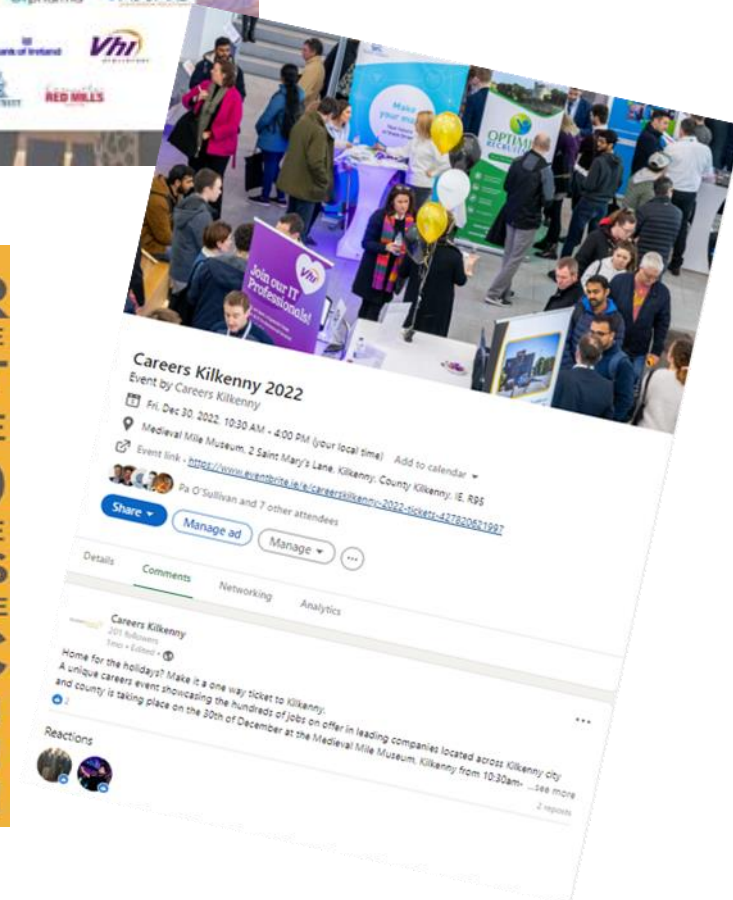 Bank of Ireland
Vhi
RED MILLS
Make
your ma
OPTIM
RECRUIT
Join our IT
Professionals!
Vhi
Careers Kilkenny 2022
Event by Careers Kilkenny
Fri, Dec 30, 2022, 10:30 AM - 4:00 PM (your local time) Add to calendar
Medieval Mile Museum, 2 Saint Mary's Lane, Kilkenny, County Kilkenny, IE, R95
Event link - https://www.eventbrite.ie/e/careerskilkenny-2022-tickets-427820621997
Pa O'Sullivan and 7 other attendees
Share Manage ad Manage ...
Details Comments Networking Analytics
Careers Kilkenny
201 followers
1mo • Edited •
...
Home for the holidays? Make it a one way ticket to Kilkenny.
A unique careers event showcasing the hundreds of jobs on offer in leading companies located across Kilkenny city
and county is taking place on the 30th of December at the Medieval Mile Museum, Kilkenny from 10:30am- ...see more
2
2 reposts
Reactions